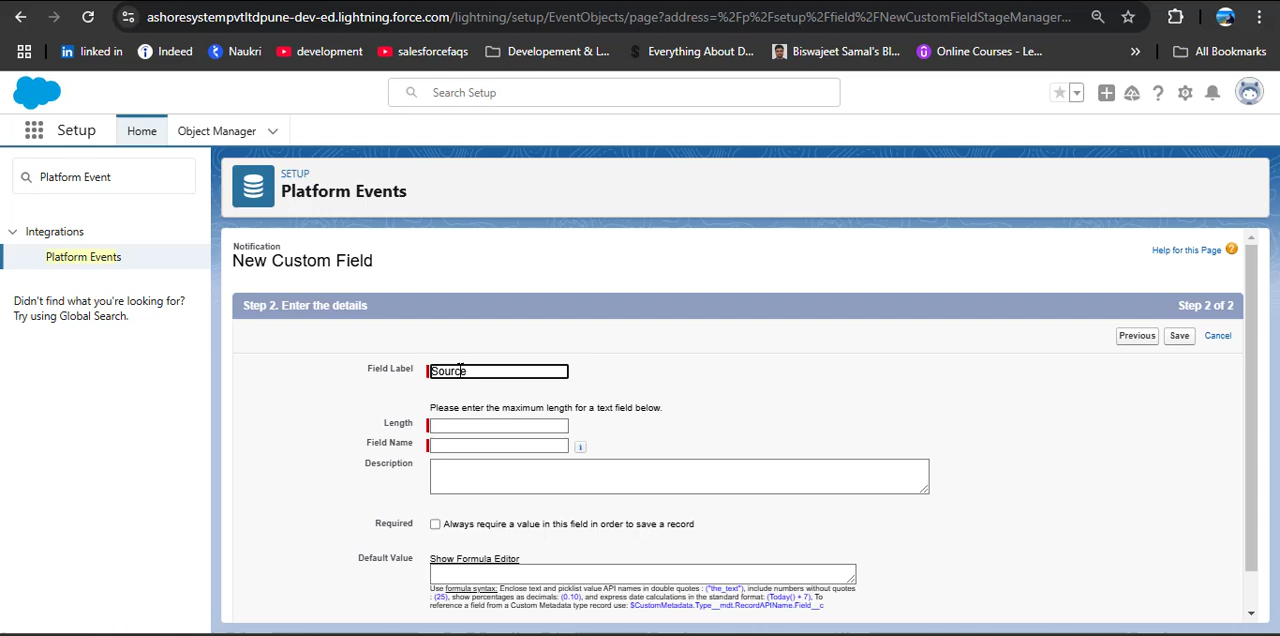 ashoresystempvtltdpune-dev-ed.lightning.force.com/lightning/setup/EventObjects/page?address=%2Fp%2Fsetup%2Ffield%2FNewCustomFieldStageManager...
linked in
Indeed
Naukri
development
salesforcefaqs
Developement & L...
Everything About D...
Biswajeet Samal's Bl...
Online Courses - Le...
All Bookmarks
Search Setup
Setup
Home
Object Manager
Platform Event
Integrations
Platform Events
Didn't find what you're looking for?
Try using Global Search.
SETUP
Platform Events
Notification
New Custom Field
Help for this Page
Step 2. Enter the details
Step 2 of 2
Previous
Save
Cancel
Field Label
Source
Please enter the maximum length for a text field below.
Length
Field Name
i
Description
Required
Always require a value in this field in order to save a record
Default Value
Show Formula Editor
Use formula syntax: Enclose text and picklist value API names in double quotes : ("the_text"), include numbers without quotes
: (25), show percentages as decimals: (0.10), and express date calculations in the standard format: (Today() + 7), To
reference a field from a Custom Metadata type record use: $CustomMetadata.Type__mdt.RecordAPIName.Field__c